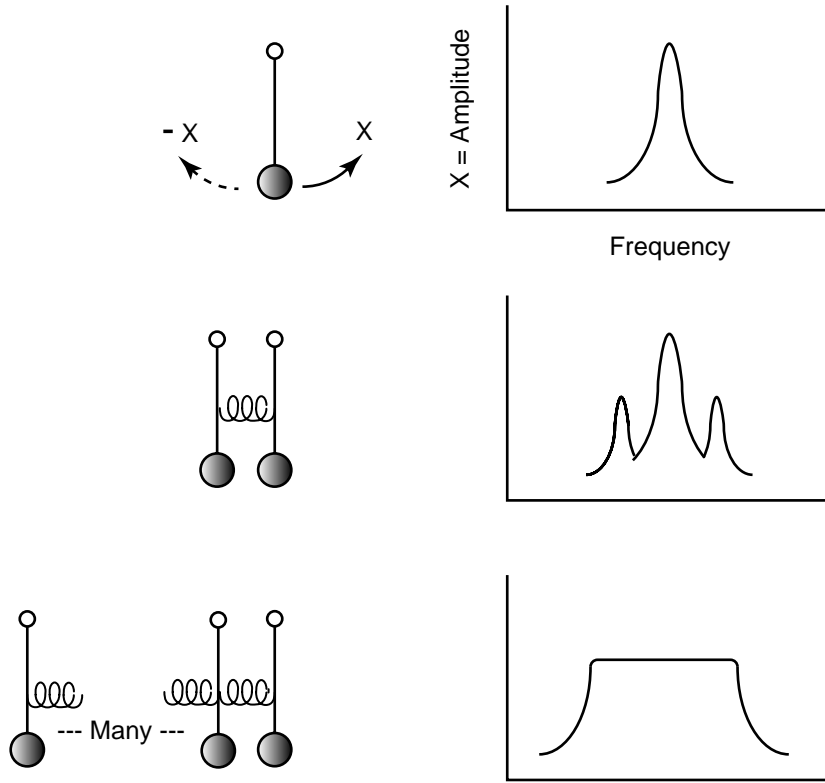 - X
X
X = Amplitude
Frequency
--- Many ---